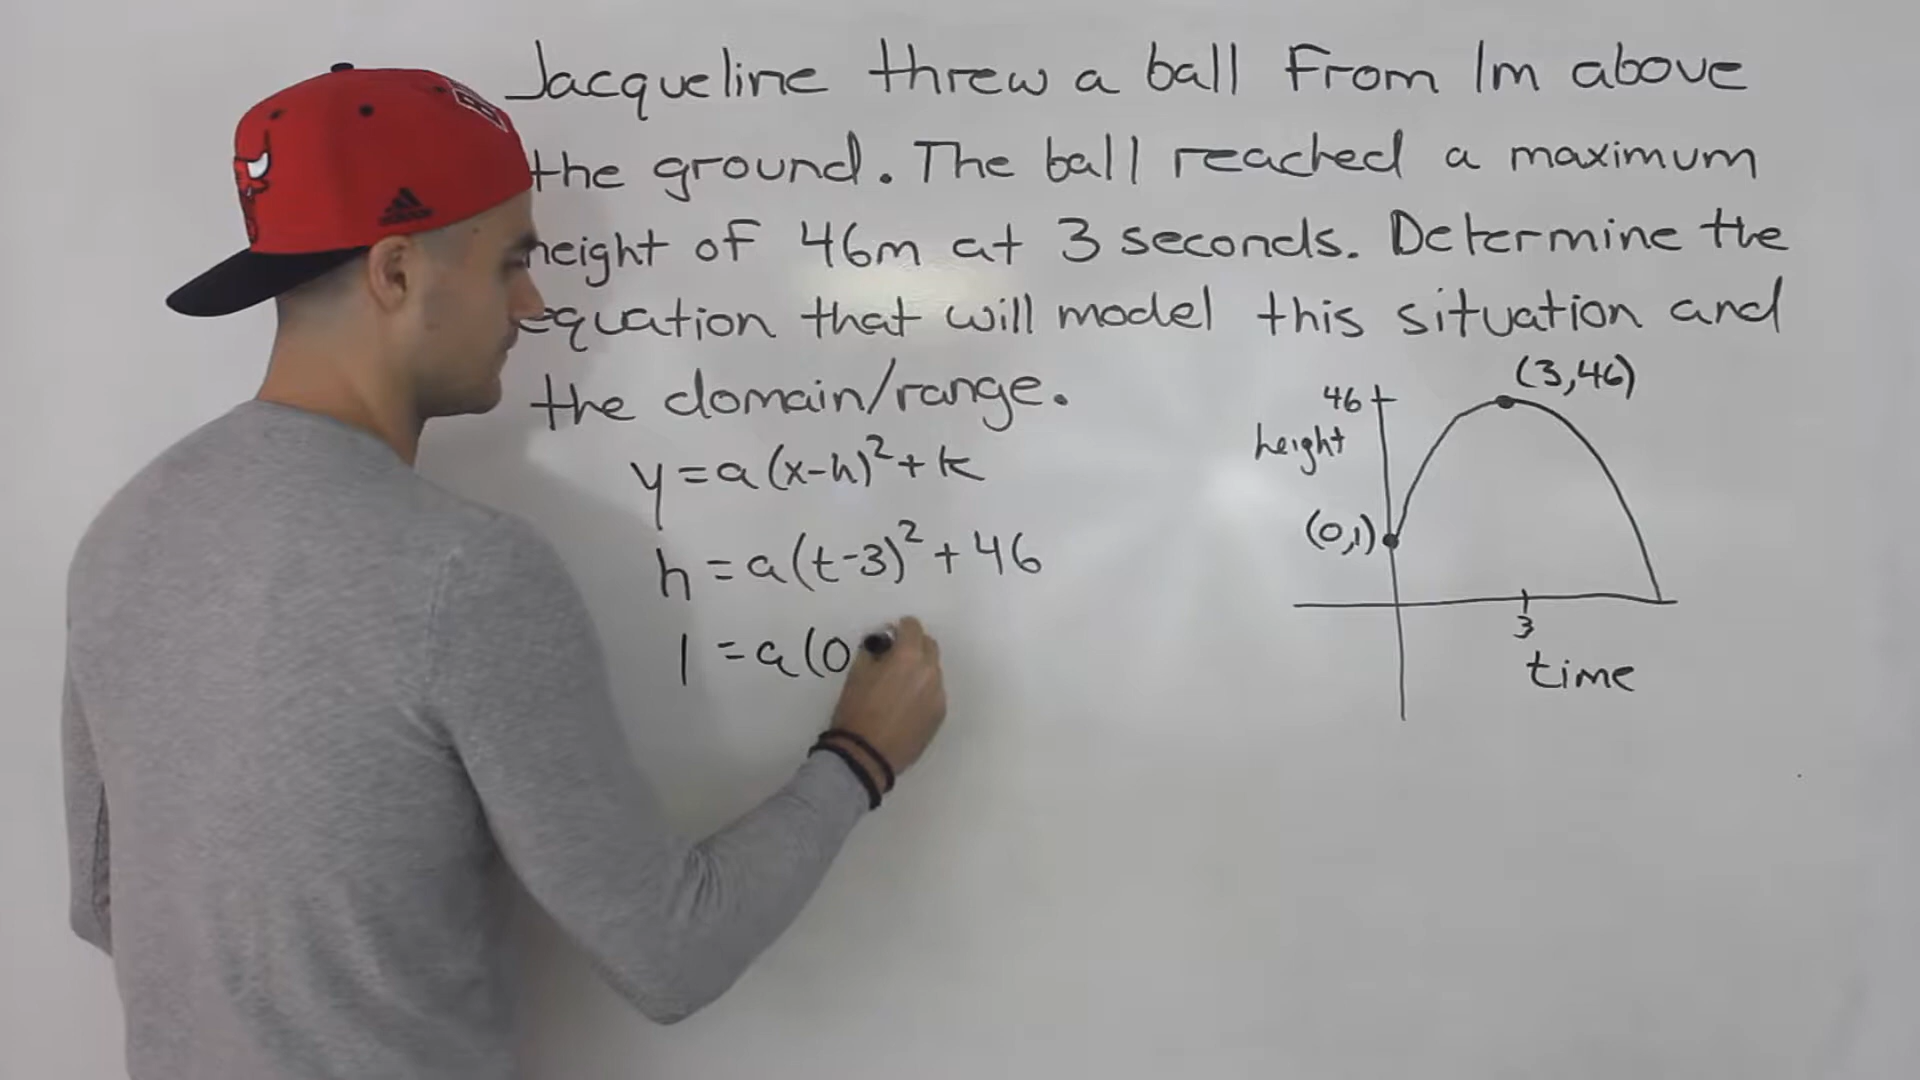 Jacqueline threw a ball From 1m above
the ground. The ball reached a maximum
height of 46m at 3 seconds. Determine the
equation that will model this situation and
the domain/range.
y=a(x-h)²+k
h=a(t-3)²+46
1=a(0
(3,46)
46
height
(0,1)
3
time
adidas